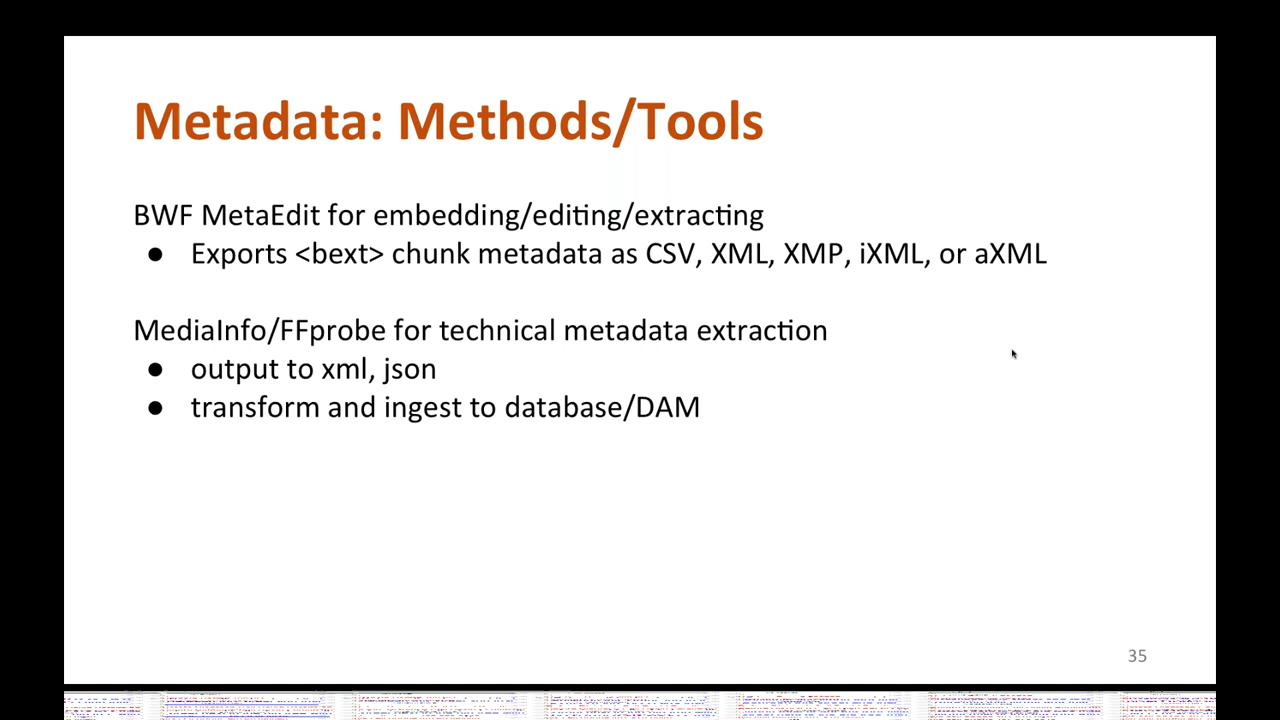 Metadata: Methods/Tools
BWF MetaEdit for embedding/editing/extracting
● Exports <bext> chunk metadata as CSV, XML, XMP, iXML, or aXML
MediaInfo/FFprobe for technical metadata extraction
● output to xml, json
● transform and ingest to database/DAM
35